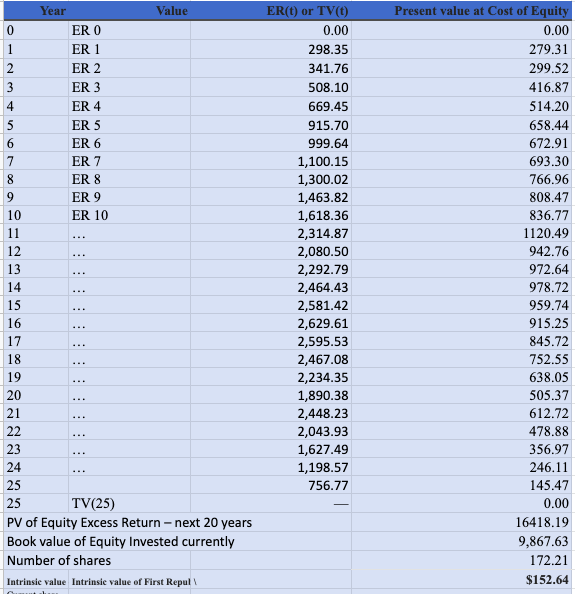 Year Value ER(t) or TV(t) Present value at Cost of Equity
0 ER 0 0.00 0.00
1 ER 1 298.35 279.31
2 ER 2 341.76 299.52
3 ER 3 508.10 416.87
4 ER 4 669.45 514.20
5 ER 5 915.70 658.44
6 ER 6 999.64 672.91
7 ER 7 1,100.15 693.30
8 ER 8 1,300.02 766.96
9 ER 9 1,463.82 808.47
10 ER 10 1,618.36 836.77
11 ... 2,314.87 1120.49
12 ... 2,080.50 942.76
13 ... 2,292.79 972.64
14 ... 2,464.43 978.72
15 ... 2,581.42 959.74
16 ... 2,629.61 915.25
17 ... 2,595.53 845.72
18 ... 2,467.08 752.55
19 ... 2,234.35 638.05
20 ... 1,890.38 505.37
21 ... 2,448.23 612.72
22 ... 2,043.93 478.88
23 ... 1,627.49 356.97
24 ... 1,198.57 246.11
25 756.77 145.47
25 TV(25) — 0.00
PV of Equity Excess Return – next 20 years 16418.19
Book value of Equity Invested currently 9,867.63
Number of shares 172.21
Intrinsic value Intrinsic value of First Repul \ $152.64